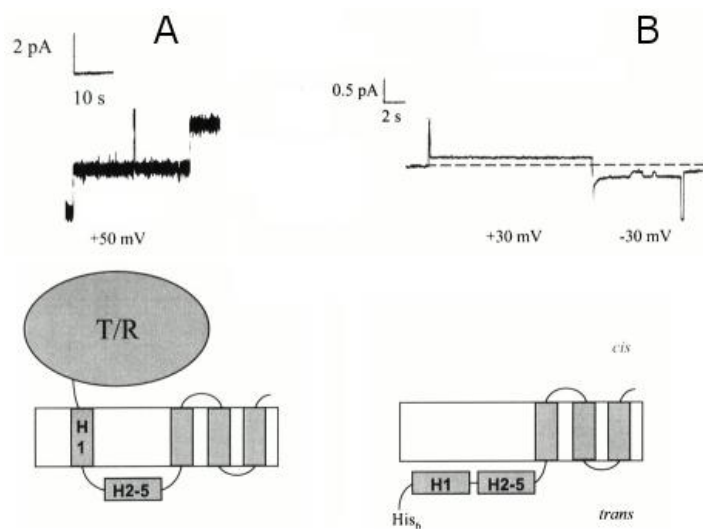 A
B
2 pA
10 s
0.5 pA
2 s
+50 mV
+30 mV
-30 mV
T/R
cis
H
1
H2-5
H1
H2-5
His6
trans